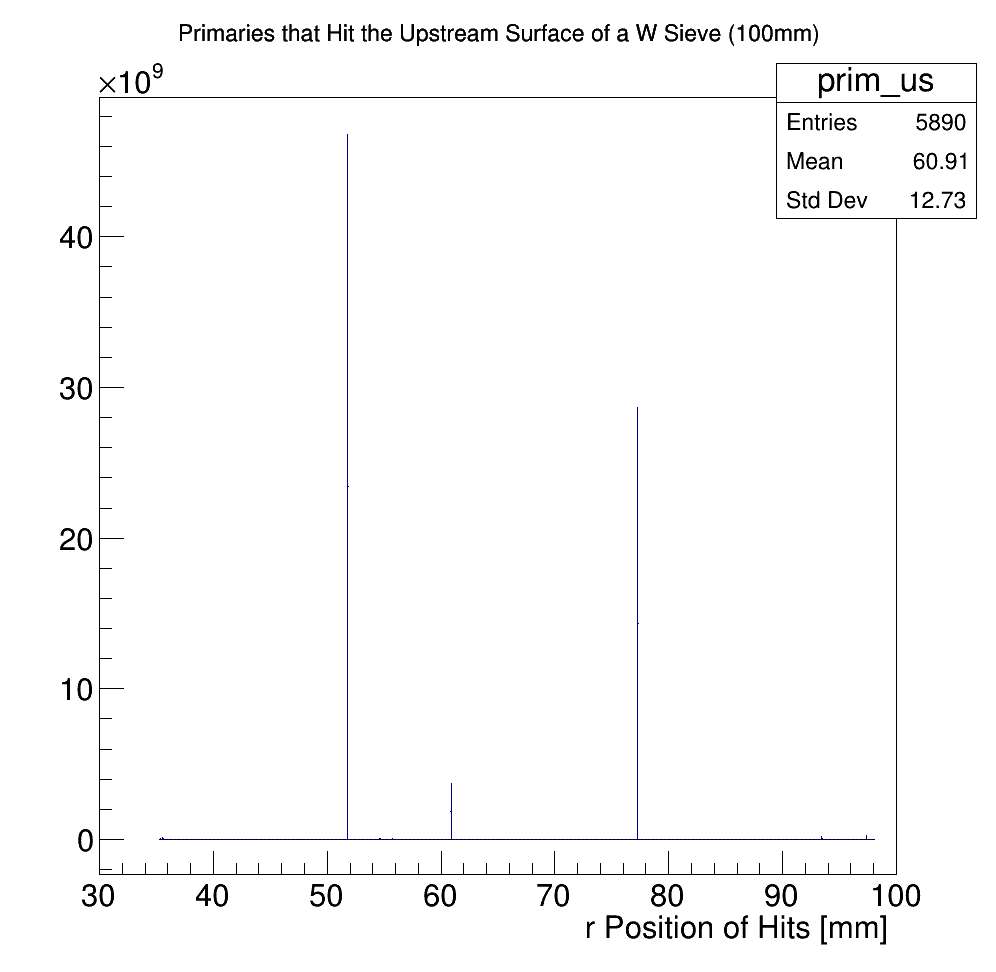 Primaries that Hit the Upstream Surface of a W Sieve (100mm)
×10⁹
prim_us
Entries 5890
Mean 60.91
Std Dev 12.73
40
30
20
10
0
30 40 50 60 70 80 90 100
r Position of Hits [mm]